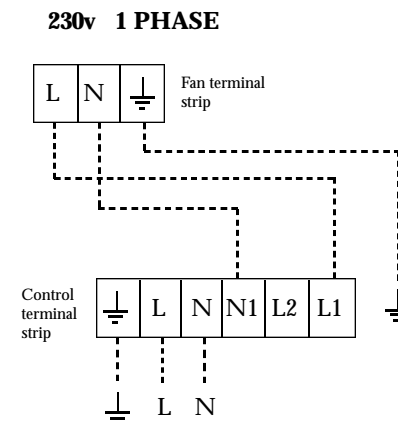 230v 1 PHASE
L N
Fan terminal
strip
Control
terminal
strip
L N N1 L2 L1
L N